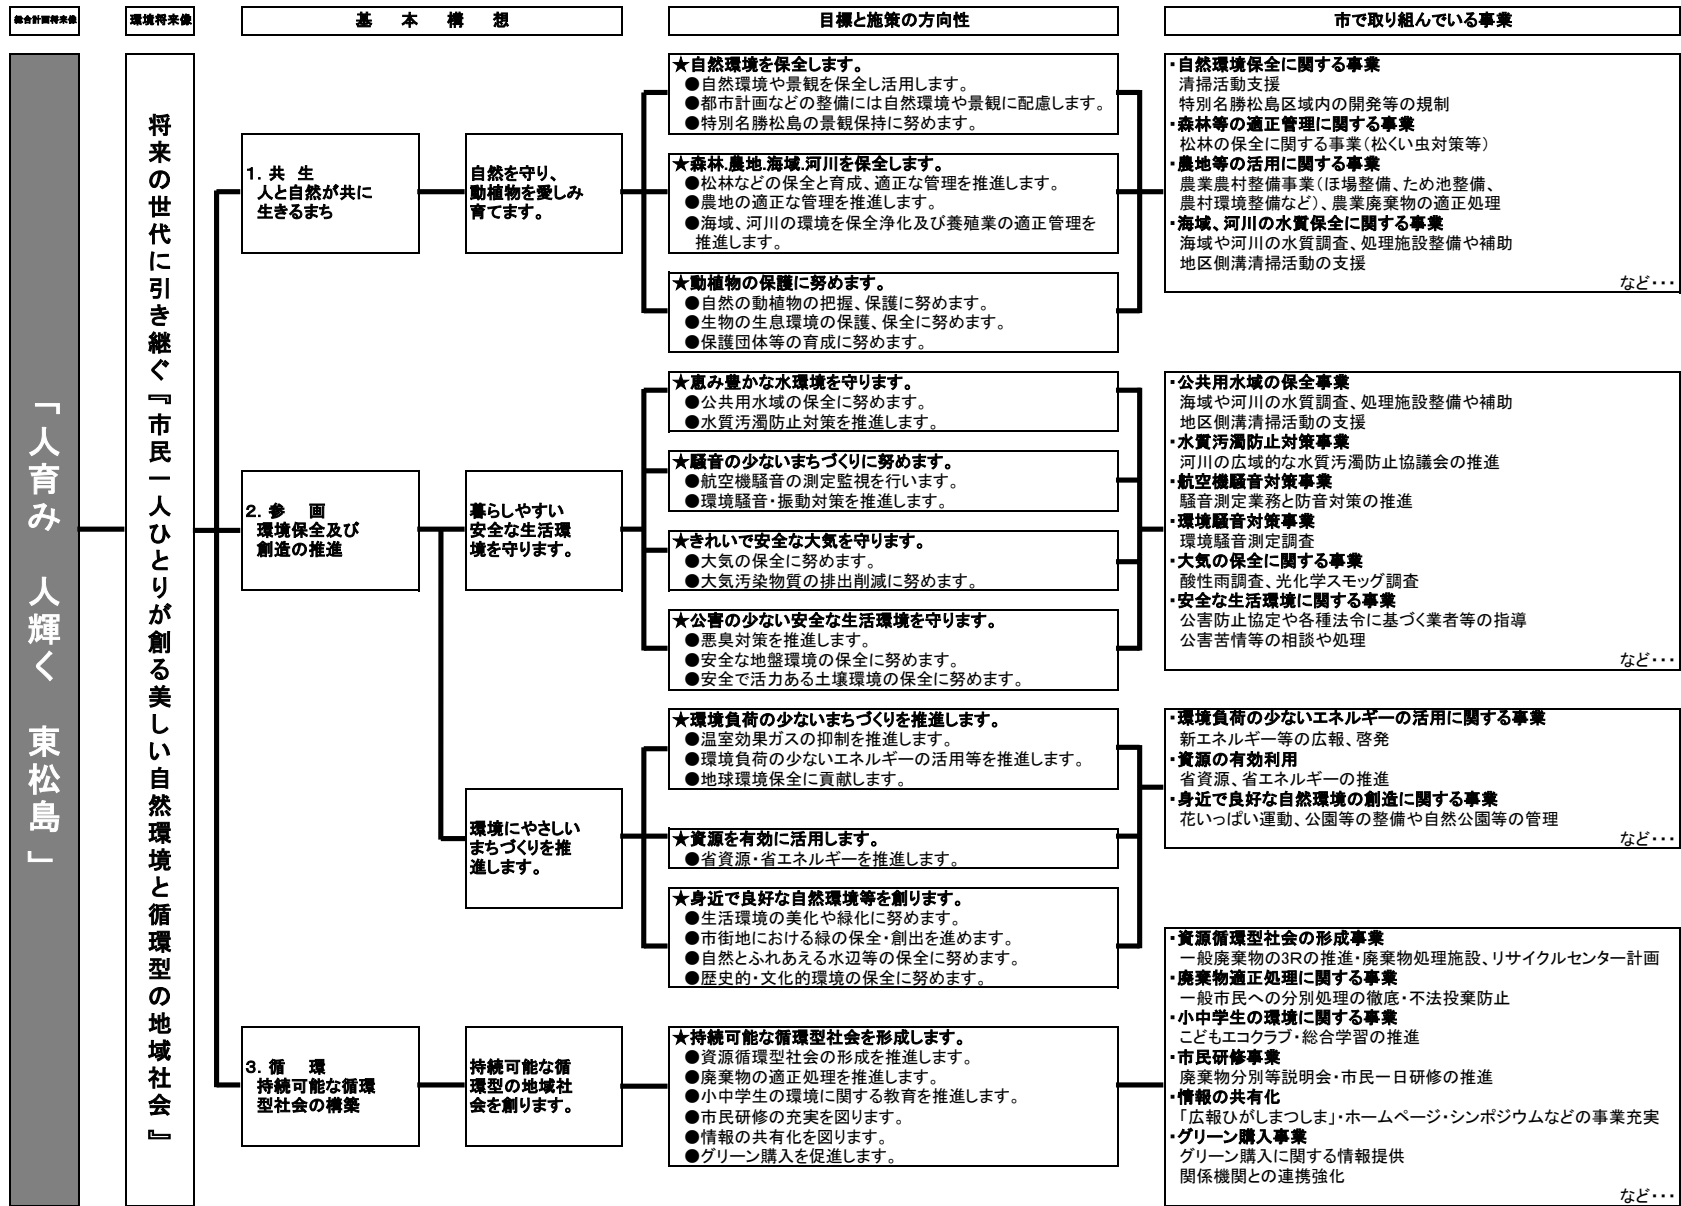 総合計画将来像
環境将来像
基　本　構　想
目標と施策の方向性
市で取り組んでいる事業
「人育み　人輝く　東松島」
将来の世代に引き継ぐ『市民一人ひとりが創る美しい自然環境と循環型の地域社会』
1. 共　生
人と自然が共に
生きるまち
自然を守り、
動植物を愛しみ
育てます。
★自然環境を保全します。
●自然環境や景観を保全し活用します。
●都市計画などの整備には自然環境や景観に配慮します。
●特別名勝松島の景観保持に努めます。
★森林.農地.海域.河川を保全します。
●松林などの保全と育成、適正な管理を推進します。
●農地の適正な管理を推進します。
●海域、河川の環境を保全浄化及び養殖業の適正管理を
推進します。
★動植物の保護に努めます。
●自然の動植物の把握、保護に努めます。
●生物の生息環境の保護、保全に努めます。
●保護団体等の育成に努めます。
・自然環境保全に関する事業
清掃活動支援
特別名勝松島区域内の開発等の規制
・森林等の適正管理に関する事業
松林の保全に関する事業(松くい虫対策等)
・農地等の活用に関する事業
農業農村整備事業(ほ場整備、ため池整備、
農村環境整備など)、農業廃棄物の適正処理
・海域、河川の水質保全に関する事業
海域や河川の水質調査、処理施設整備や補助
地区側溝清掃活動の支援
など・・・
2. 参　画
環境保全及び
創造の推進
暮らしやすい
安全な生活環
境を守ります。
★恵み豊かな水環境を守ります。
●公共用水域の保全に努めます。
●水質汚濁防止対策を推進します。
★騒音の少ないまちづくりに努めます。
●航空機騒音の測定監視を行います。
●環境騒音・振動対策を推進します。
★きれいで安全な大気を守ります。
●大気の保全に努めます。
●大気汚染物質の排出削減に努めます。
★公害の少ない安全な生活環境を守ります。
●悪臭対策を推進します。
●安全な地盤環境の保全に努めます。
●安全で活力ある土壌環境の保全に努めます。
・公共用水域の保全事業
海域や河川の水質調査、処理施設整備や補助
地区側溝清掃活動の支援
・水質汚濁防止対策事業
河川の広域的な水質汚濁防止協議会の推進
・航空機騒音対策事業
騒音測定業務と防音対策の推進
・環境騒音対策事業
環境騒音測定調査
・大気の保全に関する事業
酸性雨調査、光化学スモッグ調査
・安全な生活環境に関する事業
公害防止協定や各種法令に基づく業者等の指導
公害苦情等の相談や処理
など・・・
環境にやさしい
まちづくりを推
進します。
★環境負荷の少ないまちづくりを推進します。
●温室効果ガスの抑制を推進します。
●環境負荷の少ないエネルギーの活用等を推進します。
●地球環境保全に貢献します。
★資源を有効に活用します。
●省資源・省エネルギーを推進します。
★身近で良好な自然環境等を創ります。
●生活環境の美化や緑化に努めます。
●市街地における緑の保全・創出を進めます。
●自然とふれあえる水辺等の保全に努めます。
●歴史的・文化的環境の保全に努めます。
・環境負荷の少ないエネルギーの活用に関する事業
新エネルギー等の広報、啓発
・資源の有効利用
省資源、省エネルギーの推進
・身近で良好な自然環境の創造に関する事業
花いっぱい運動、公園等の整備や自然公園等の管理
など・・・
3. 循　環
持続可能な循環
型社会の構築
持続可能な循
環型の地域社
会を創ります。
★持続可能な循環型社会を形成します。
●資源循環型社会の形成を推進します。
●廃棄物の適正処理を推進します。
●小中学生の環境に関する教育を推進します。
●市民研修の充実を図ります。
●情報の共有化を図ります。
●グリーン購入を促進します。
・資源循環型社会の形成事業
一般廃棄物の3Rの推進・廃棄物処理施設、リサイクルセンター計画
・廃棄物適正処理に関する事業
一般市民への分別処理の徹底・不法投棄防止
・小中学生の環境に関する事業
こどもエコクラブ・総合学習の推進
・市民研修事業
廃棄物分別等説明会・市民一日研修の推進
・情報の共有化
「広報ひがしまつしま」・ホームページ・シンポジウムなどの事業充実
・グリーン購入事業
グリーン購入に関する情報提供
関係機関との連携強化
など・・・